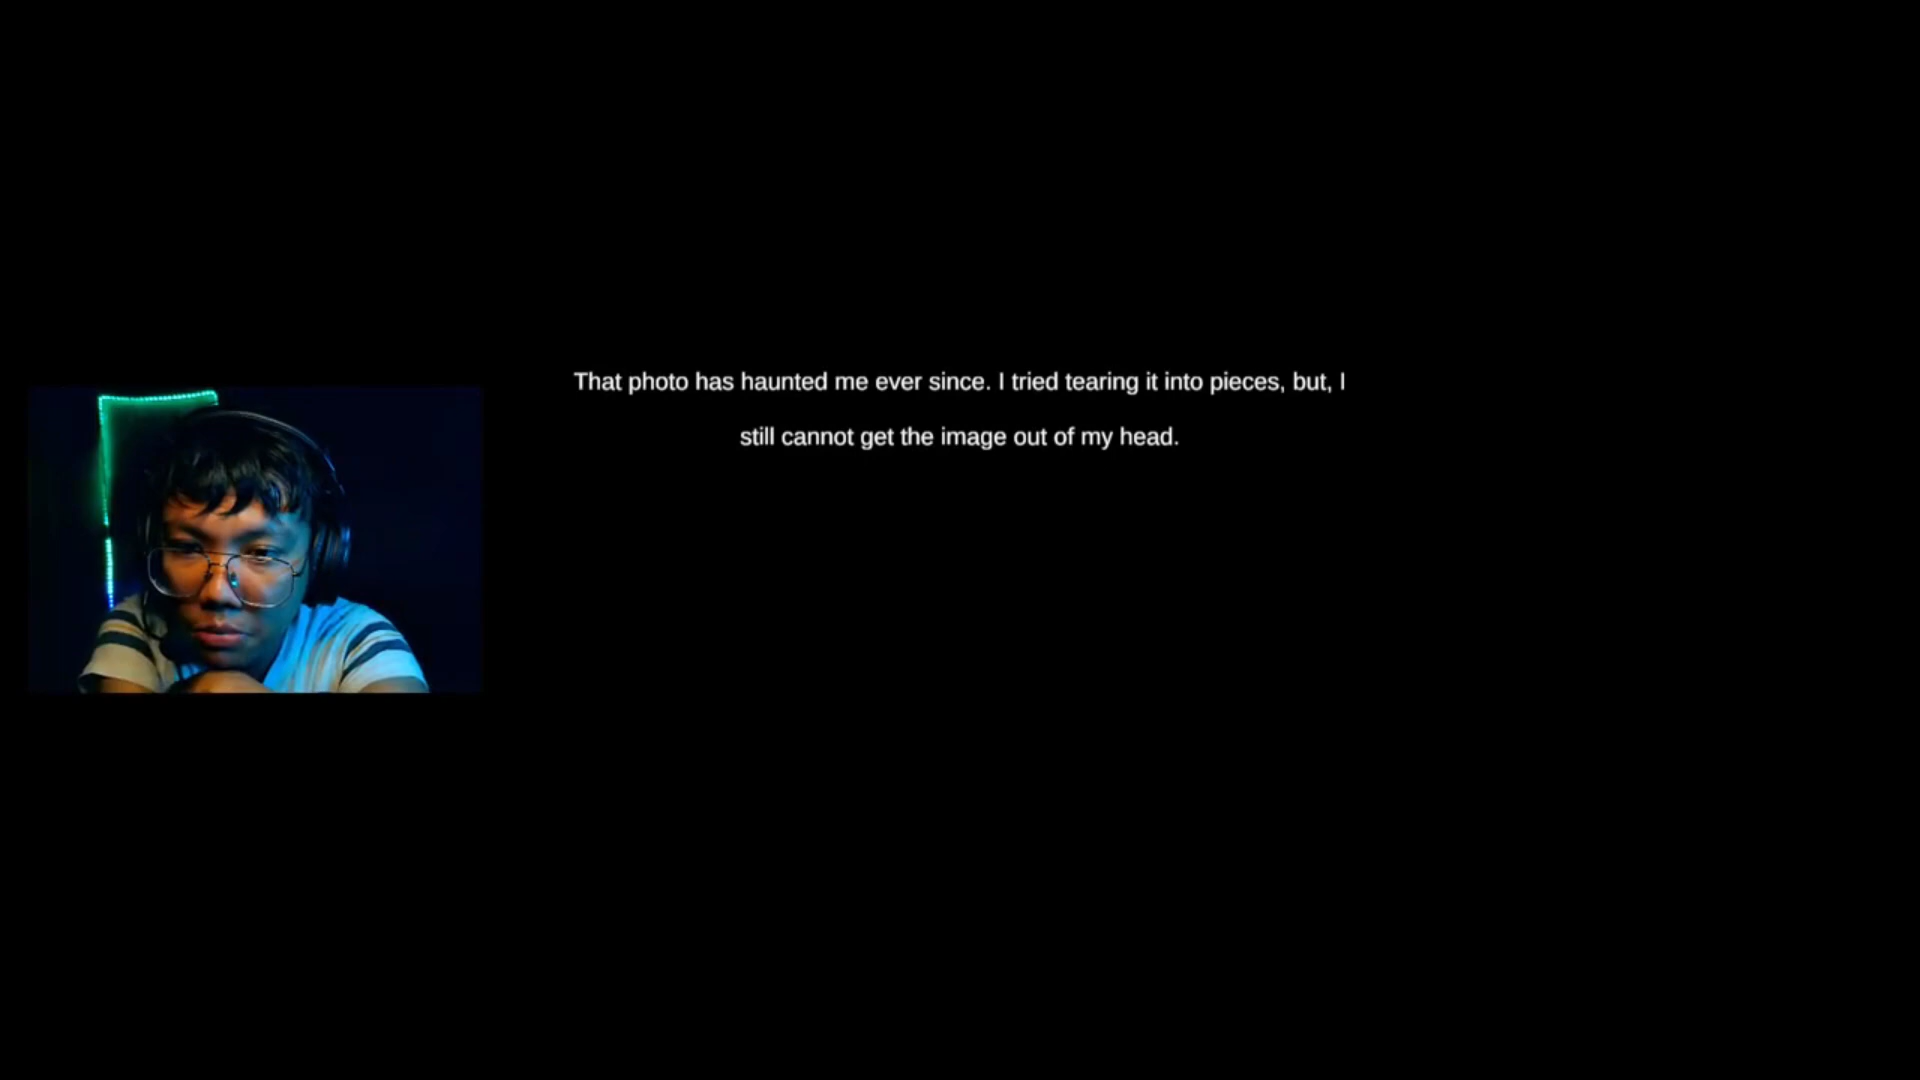 That photo has haunted me ever since. I tried tearing it into pieces, but, I
still cannot get the image out of my head.